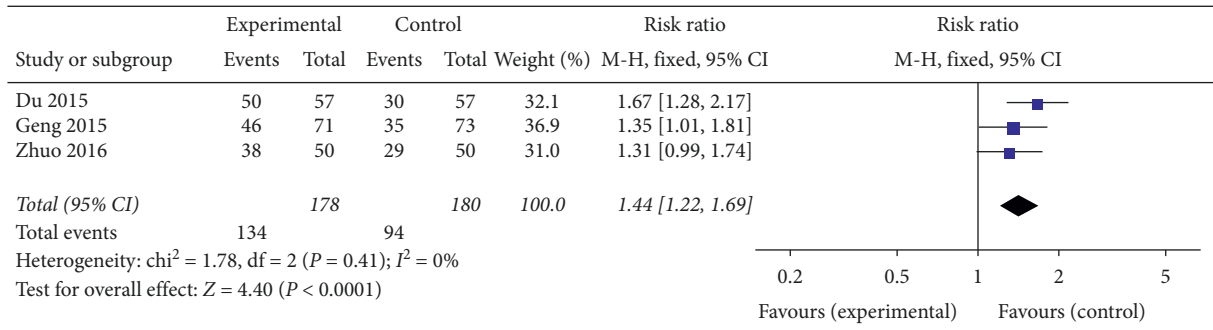 Experimental Control Risk ratio Risk ratio
Study or subgroup Events Total Events Total Weight (%) M-H, fixed, 95% CI M-H, fixed, 95% CI
Du 2015 50 57 30 57 32.1 1.67 [1.28, 2.17]
Geng 2015 46 71 35 73 36.9 1.35 [1.01, 1.81]
Zhuo 2016 38 50 29 50 31.0 1.31 [0.99, 1.74]
Total (95% CI) 178 180 100.0 1.44 [1.22, 1.69]
Total events 134 94
Heterogeneity: chi² = 1.78, df = 2 (P = 0.41); I² = 0%
Test for overall effect: Z = 4.40 (P < 0.0001)
0.2 0.5 1 2 5
Favours (experimental) Favours (control)